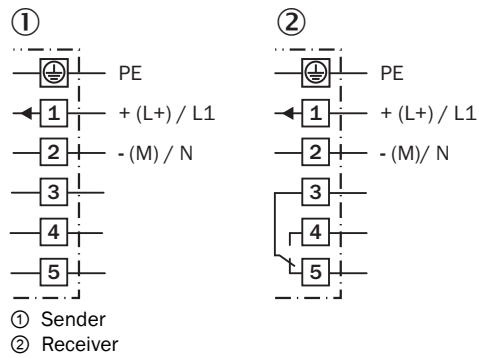 ① ②
PE PE
1 + (L+) / L1 1 + (L+) / L1
2 - (M) / N 2 - (M)/ N
3 3
4 4
5 5
① Sender
② Receiver